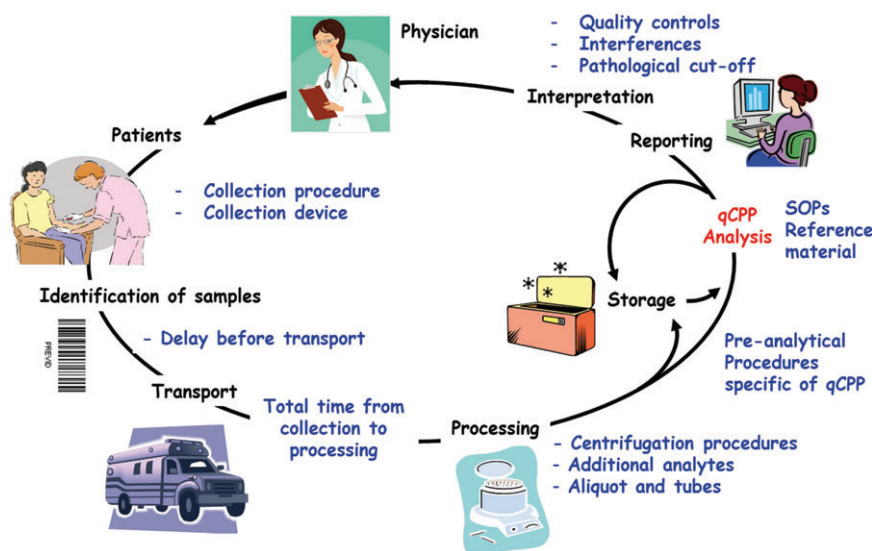 Physician
- Quality controls
- Interferences
- Pathological cut-off
Interpretation
Reporting
Patients
- Collection procedure
- Collection device
qCPP
Analysis
SOPs
Reference
material
Identification of samples
Storage
PREVID
- Delay before transport
Pre-analytical
Procedures
specific of qCPP
Transport
Total time from
collection to
processing
Processing
- Centrifugation procedures
- Additional analytes
- Aliquot and tubes